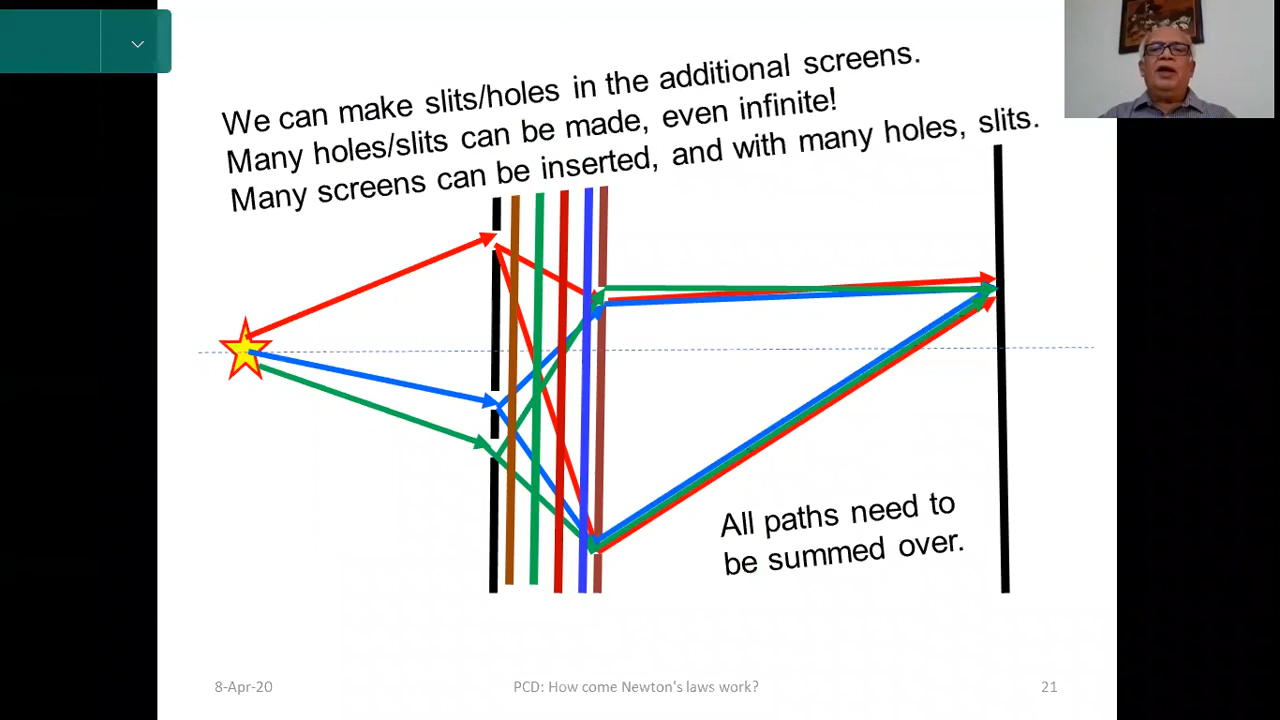 We can make slits/holes in the additional screens.
Many holes/slits can be made, even infinite!
Many screens can be inserted, and with many holes, slits.
All paths need to
be summed over.
8-Apr-20
PCD: How come Newton's laws work?
21